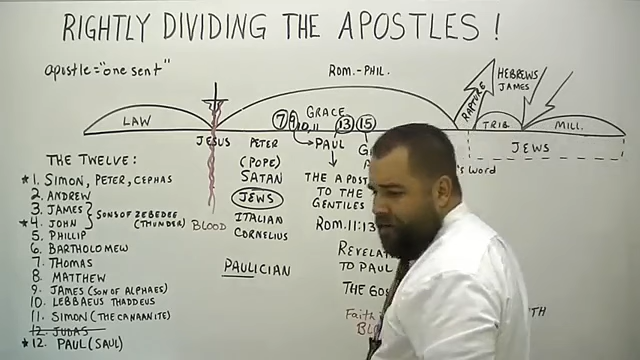 RIGHTLY DIVIDING THE APOSTLES!
apostle="one sent"
ROM.-PHIL.
RAPTURE
HEBREWS
JAMES
LAW
GRACE
7 9 10, 11 13 15
TRIB
MILL.
JESUS
PETER
PAUL
JEWS
(POPE)
SATAN
JEWS
ITALIAN
CORNELIUS
PAULICIAN
BLOOD
's Word
THE APOST
TO THE
GENTILES
ROM. 11:13
REVELA
TO PAUL
THE GOS
Faith i
BL
TH
THE TWELVE:
* 1. SIMON, PETER, CEPHAS
2. ANDREW
3. JAMES
* 4. JOHN
SONS OF ZEBEDEE
(THUNDER)
5. PHILLIP
6. BARTHOLOMEW
7. THOMAS
8. MATTHEW
9. JAMES (SON OF ALPHAES)
10. LEBBAEUS THADDEUS
11. SIMON (THE CANAANITE)
12. JUDAS
* 12. PAUL (SAUL)